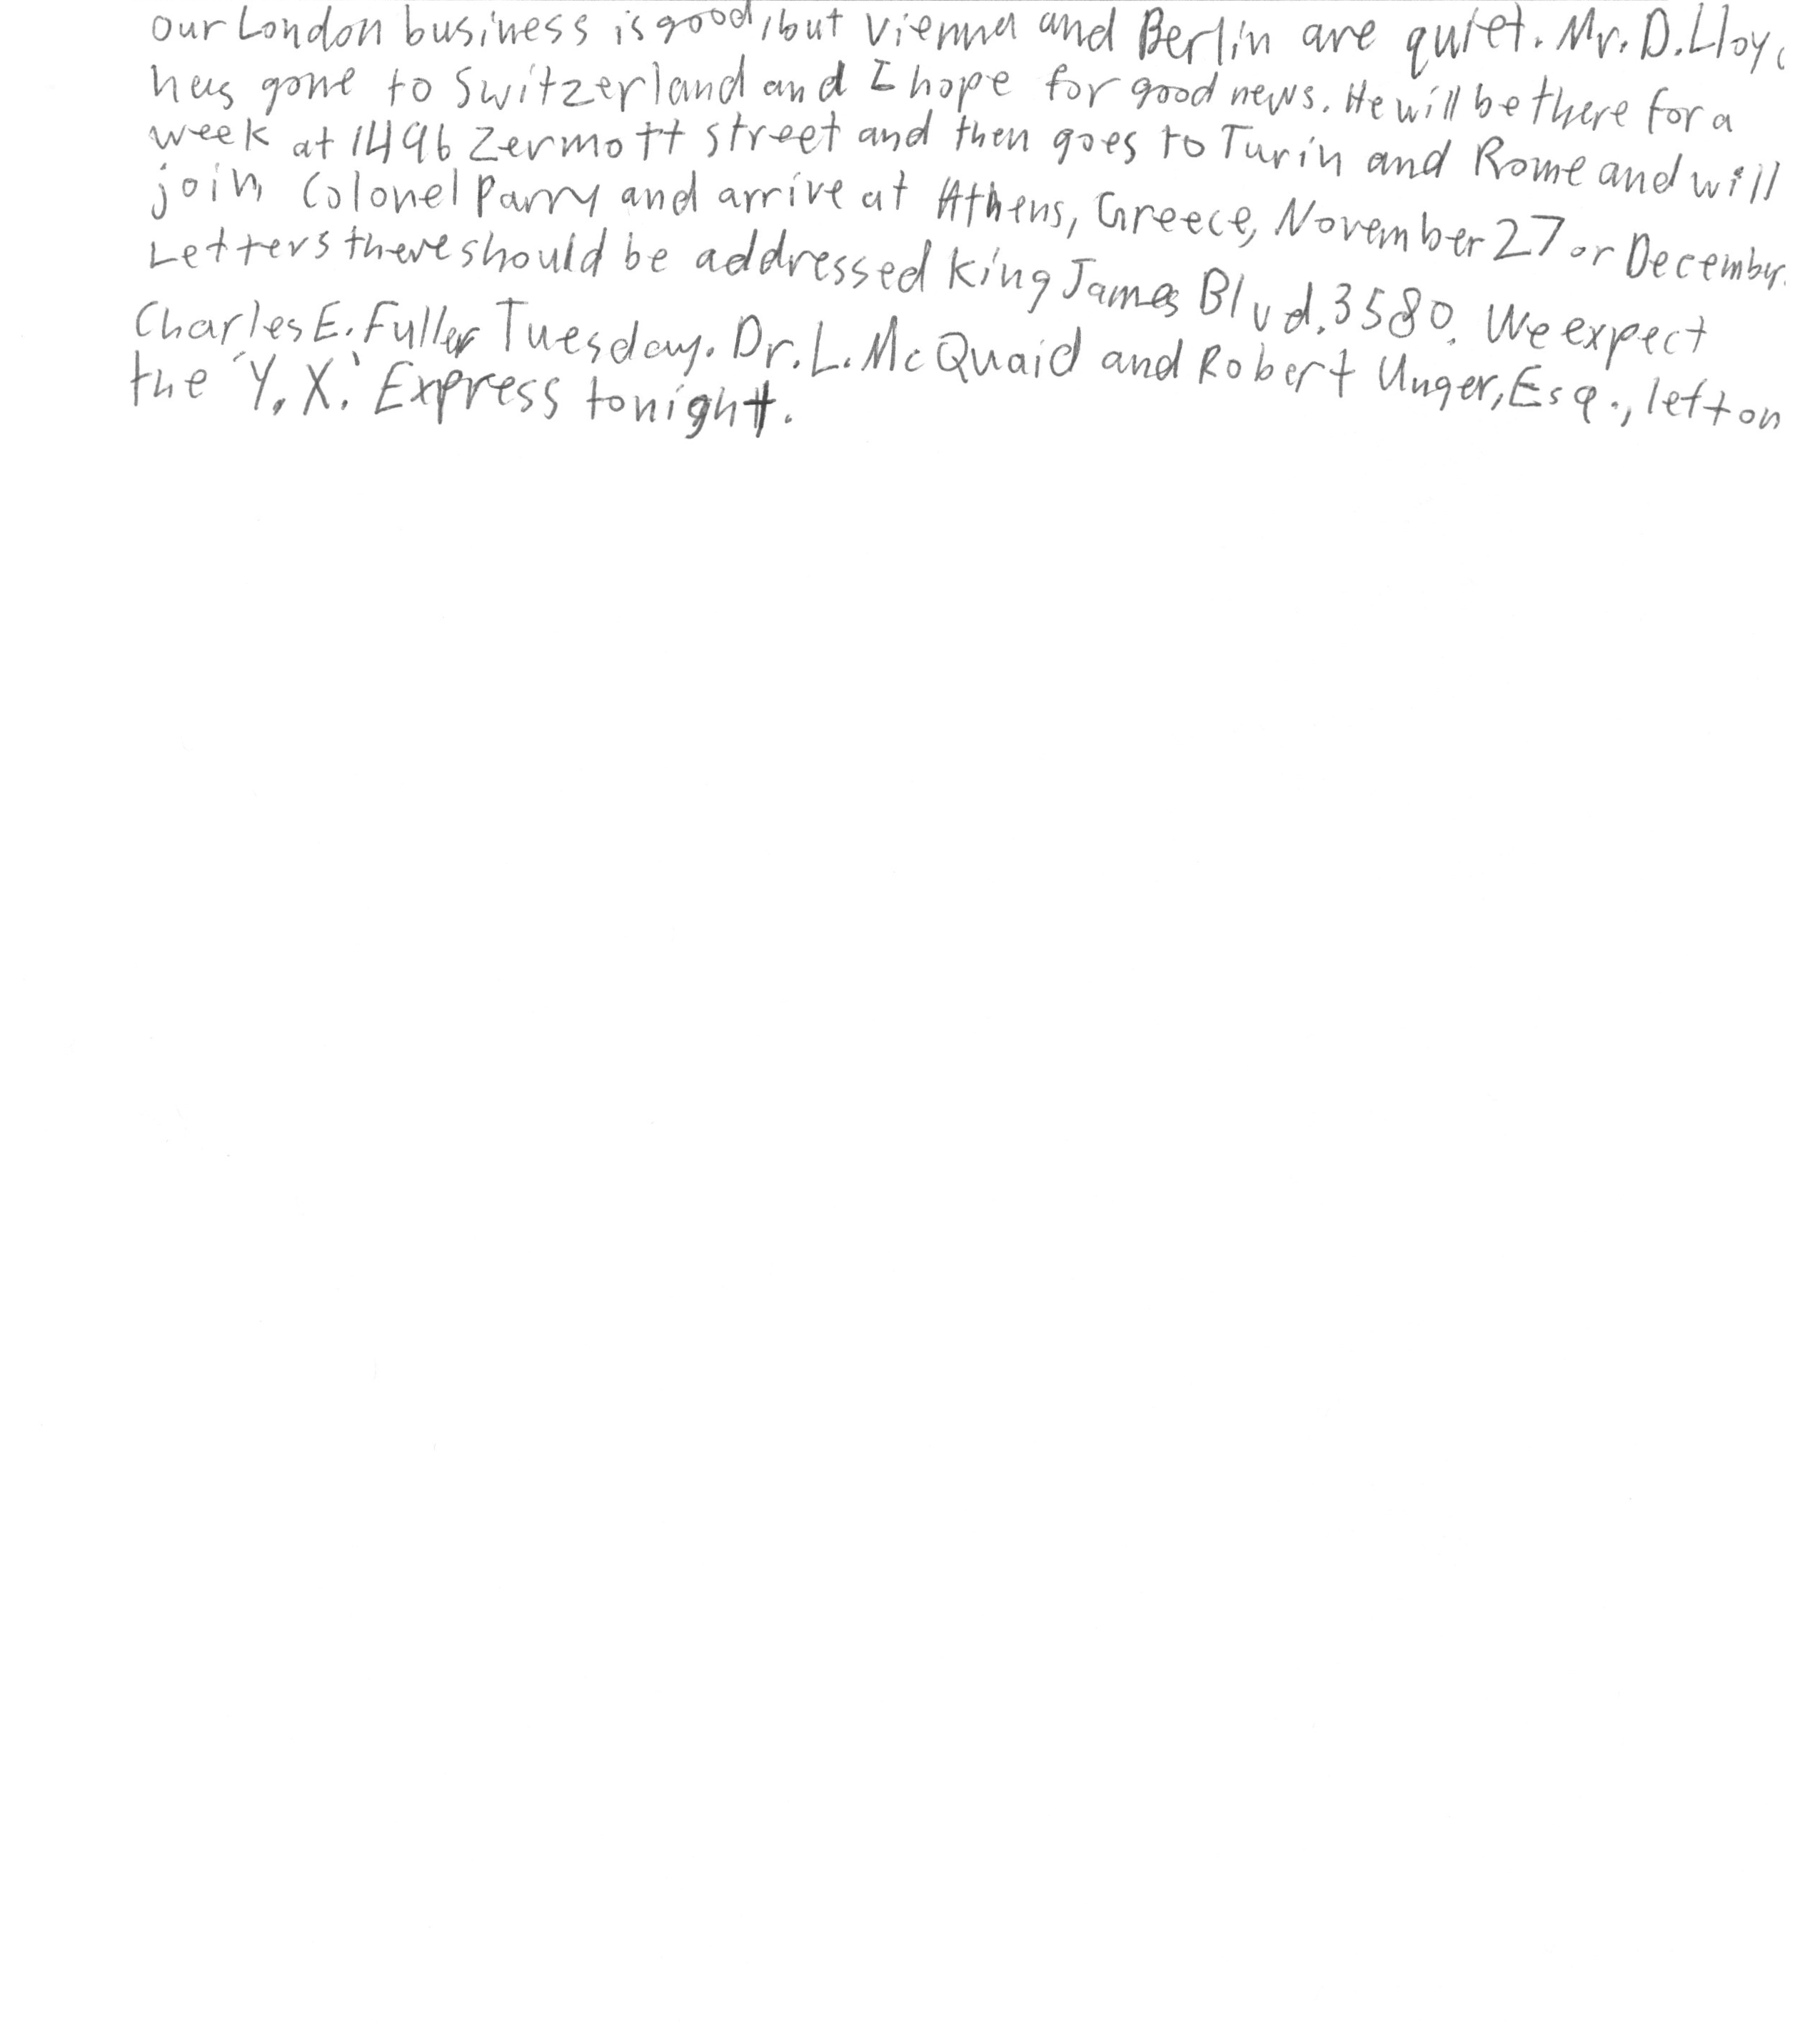 Our London business is good, but Vienna and Berlin are quiet. Mr. D. Lloy
has gone to Switzerland and I hope for good news. He will be there for a
week at 1496 Zermott Street and then goes to Turin and Rome and will
join Colonel Parry and arrive at Athens, Greece, November 27 or December.
Letters there should be addressed King James Blvd. 3580. We expect
Charles E. Fuller Tuesday. Dr. L. McQuaid and Robert Unger, Esq., left on
the 'Y. X.' Express tonight.